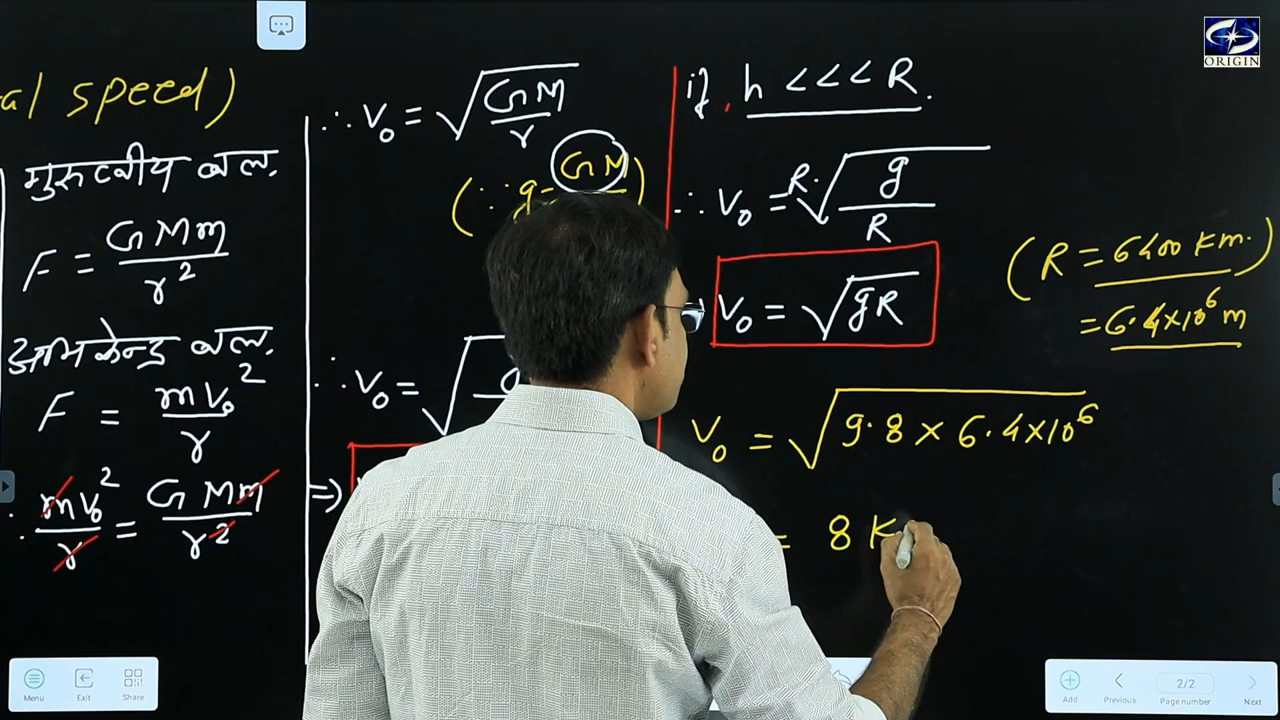 al speed)
गुरुत्वीय बल.
F = GMm/r²
अभिकेन्द्र बल.
F = mv₀²/r
∴ mv₀²/r = GMm/r²
∴ v₀ = √(GM/r)
(∵ g = GM
∴ v₀ = √
⇒)
if, h <<< R.
∴ v₀ = R.√(g/R)
v₀ = √gR
(R = 6400 Km.)
= 6.4×10⁶ m
v₀ = √(9.8 × 6.4×10⁶
= 8 K
ORIGIN
Menu
Exit
Share
Add
Previous
2/2
Page number
Next